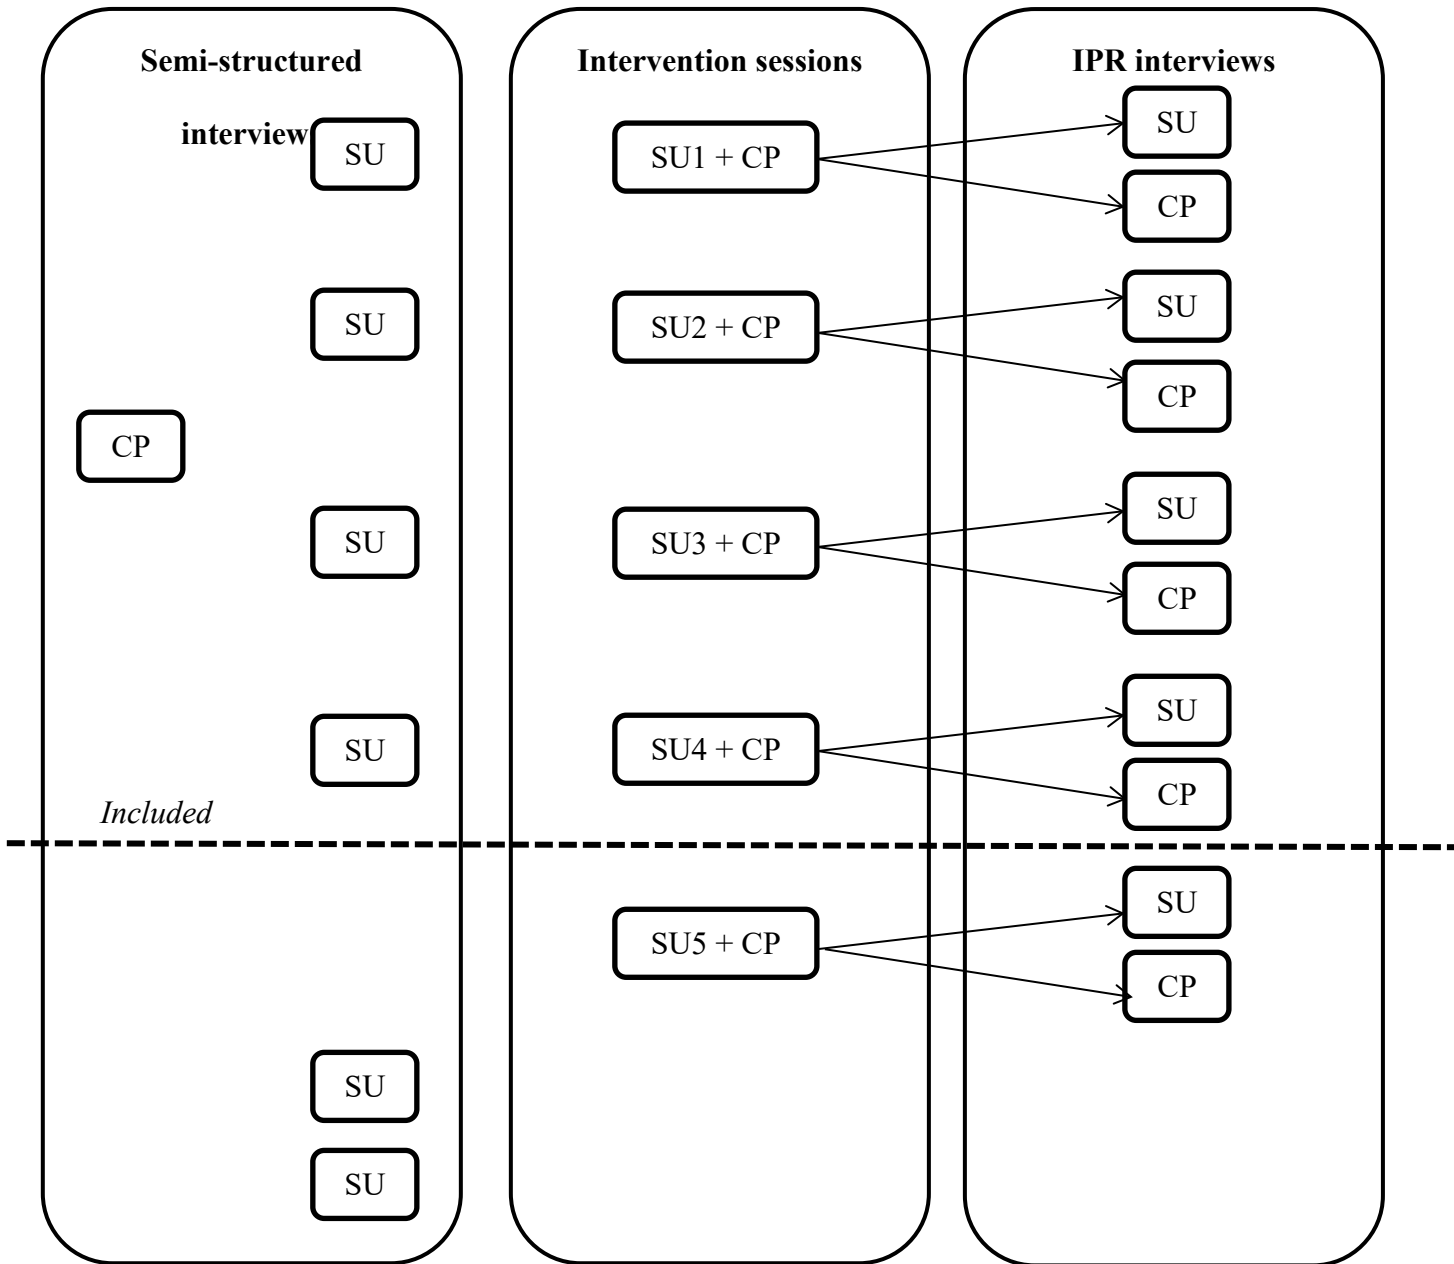 Semi-structured
interview
SU
SU
CP
SU
SU
Included
SU
SU
Intervention sessions
SU1 + CP
SU2 + CP
SU3 + CP
SU4 + CP
SU5 + CP
IPR interviews
SU
CP
SU
CP
SU
CP
SU
CP
SU
CP